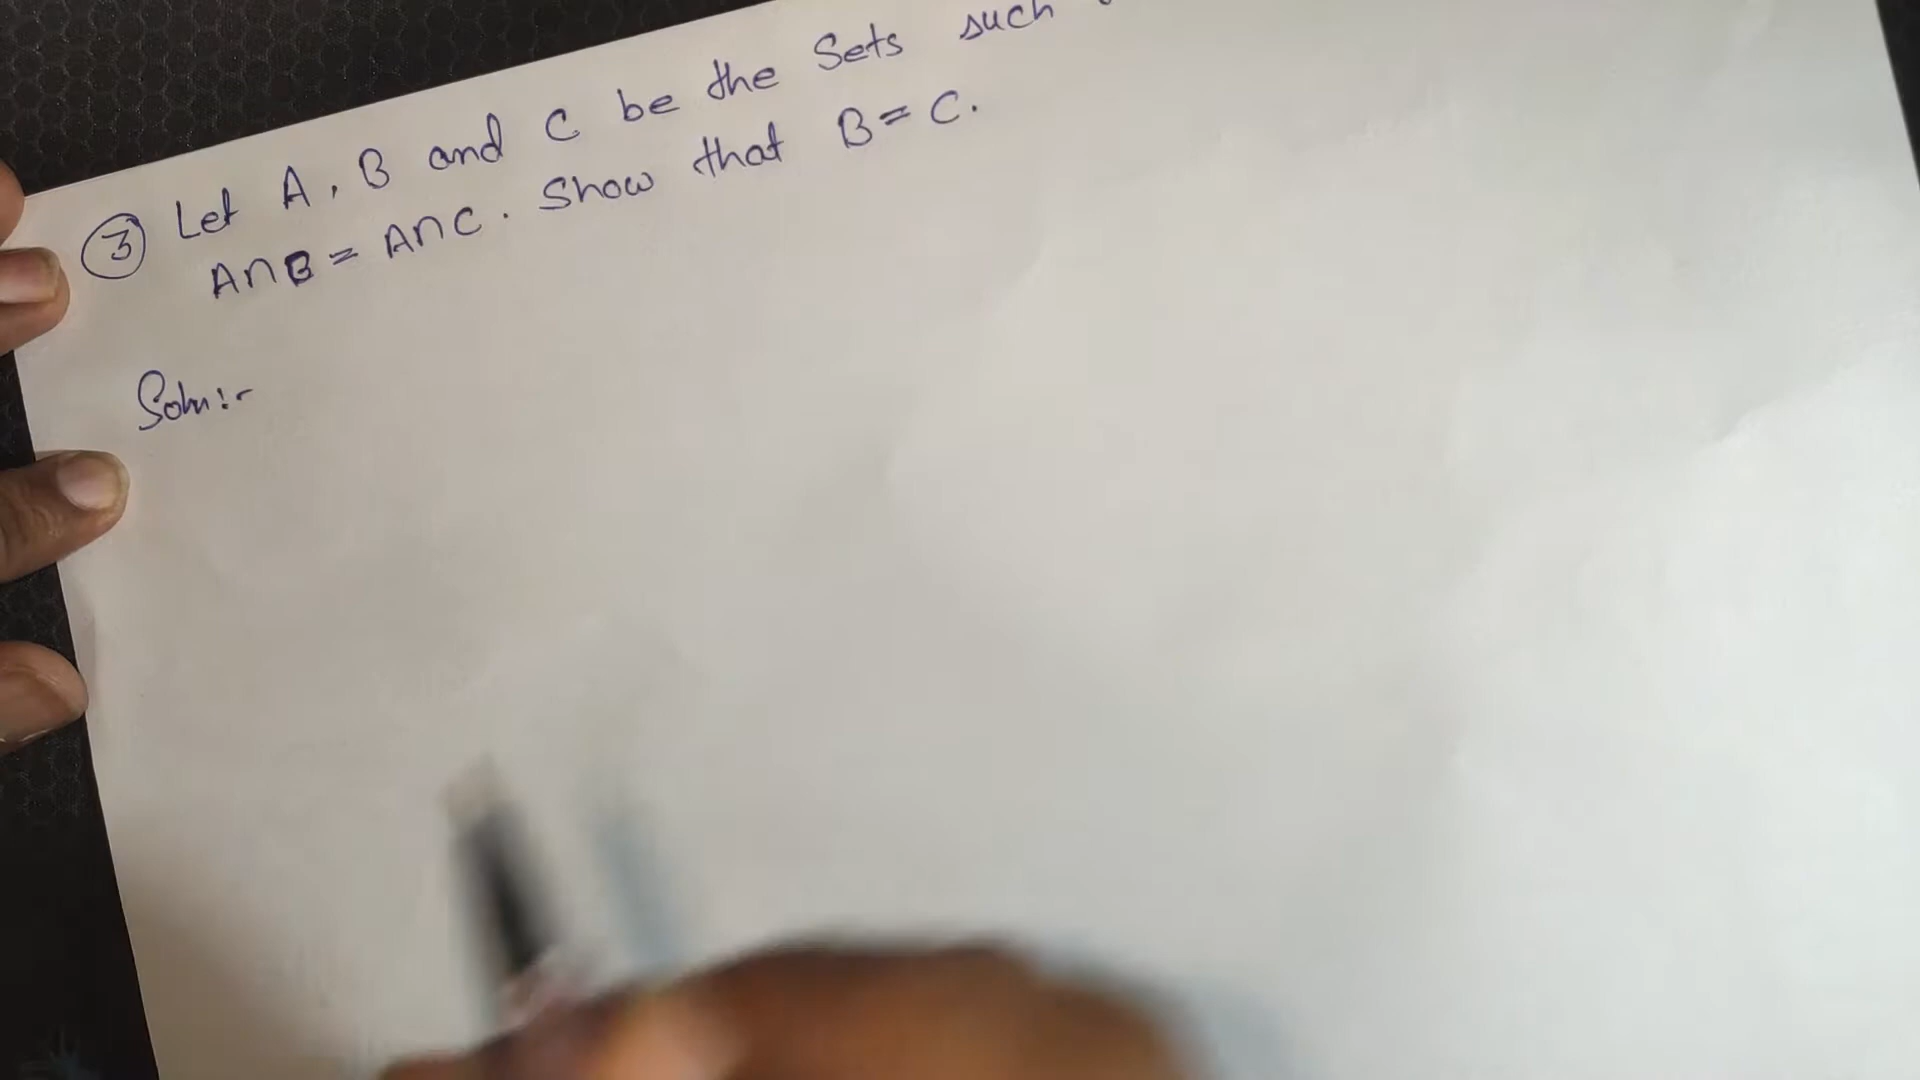 ③ Let A, B and C be the Sets such
A∩B = A∩C. Show that B = C.
Soln:-